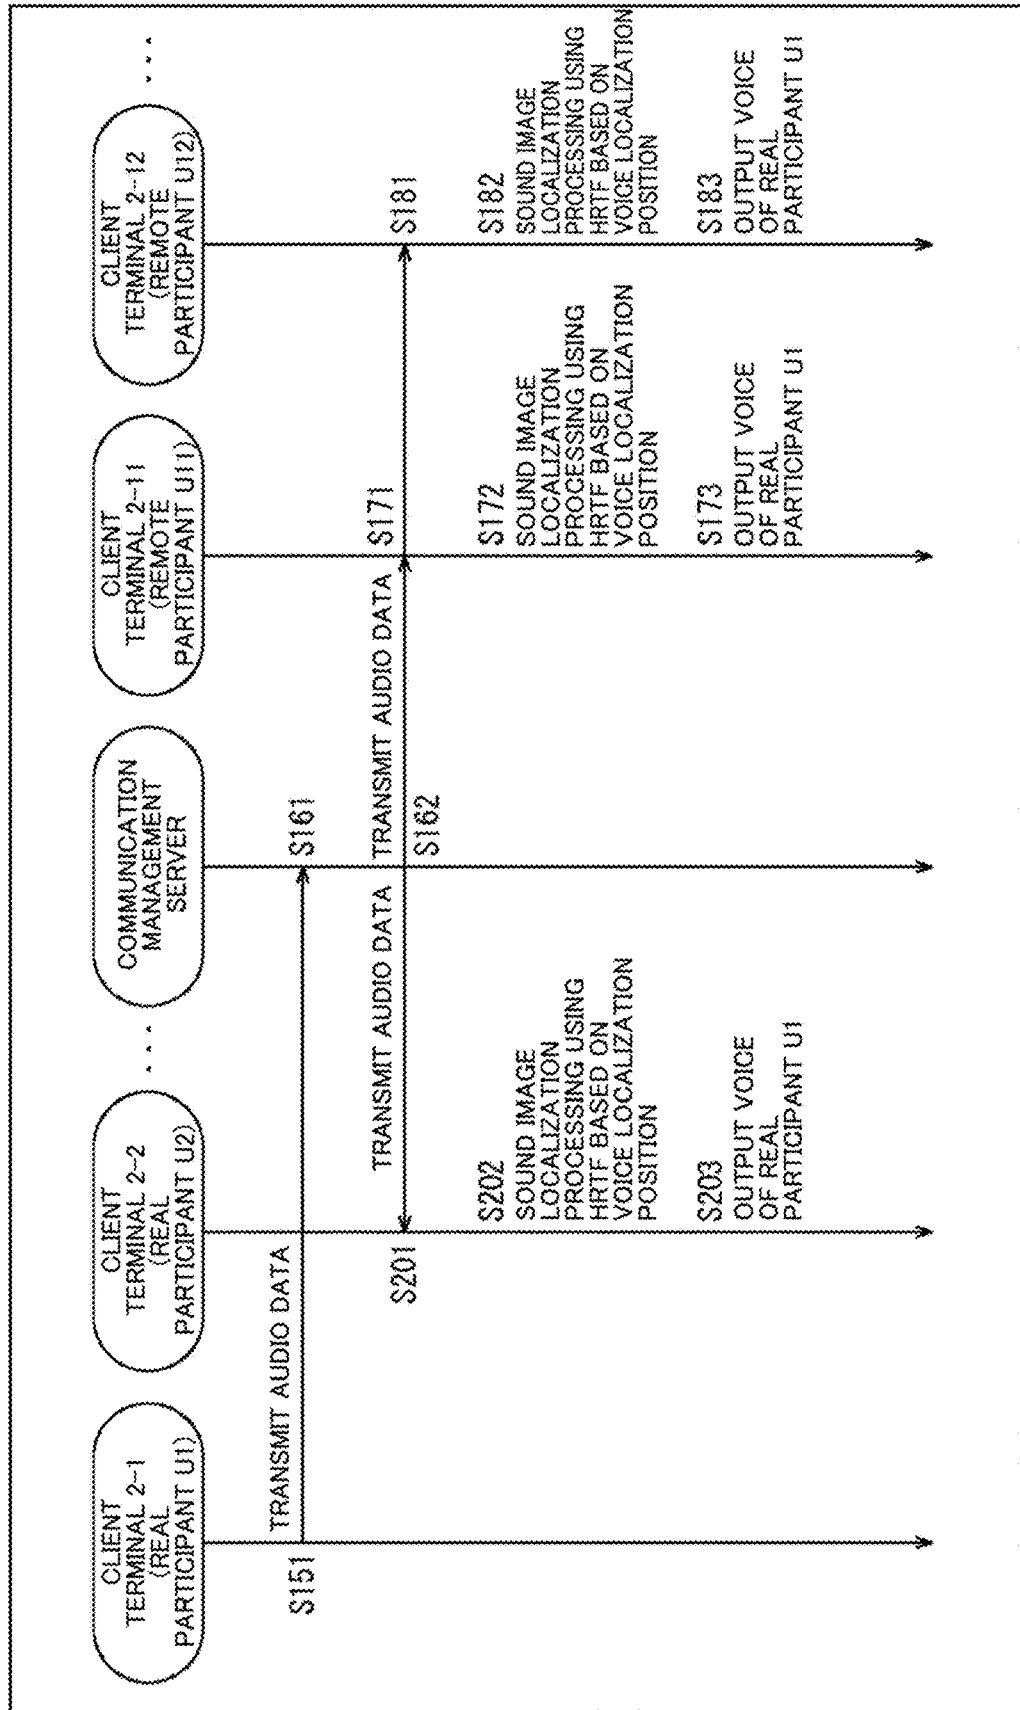 CLIENT
TERMINAL 2-1
(REAL
PARTICIPANT U1)
CLIENT
TERMINAL 2-2
(REAL
PARTICIPANT U2)
...
COMMUNICATION
MANAGEMENT
SERVER
CLIENT
TERMINAL 2-11
(REMOTE
PARTICIPANT U11)
CLIENT
TERMINAL 2-12
(REMOTE
PARTICIPANT U12)
...
S151
TRANSMIT AUDIO DATA
S161
S201
TRANSMIT AUDIO DATA
S162
TRANSMIT AUDIO DATA
S171
S181
S202
SOUND IMAGE
LOCALIZATION
PROCESSING USING
HRTF BASED ON
VOICE LOCALIZATION
POSITION
S172
SOUND IMAGE
LOCALIZATION
PROCESSING USING
HRTF BASED ON
VOICE LOCALIZATION
POSITION
S182
SOUND IMAGE
LOCALIZATION
PROCESSING USING
HRTF BASED ON
VOICE LOCALIZATION
POSITION
S203
OUTPUT VOICE
OF REAL
PARTICIPANT U1
S173
OUTPUT VOICE
OF REAL
PARTICIPANT U1
S183
OUTPUT VOICE
OF REAL
PARTICIPANT U1